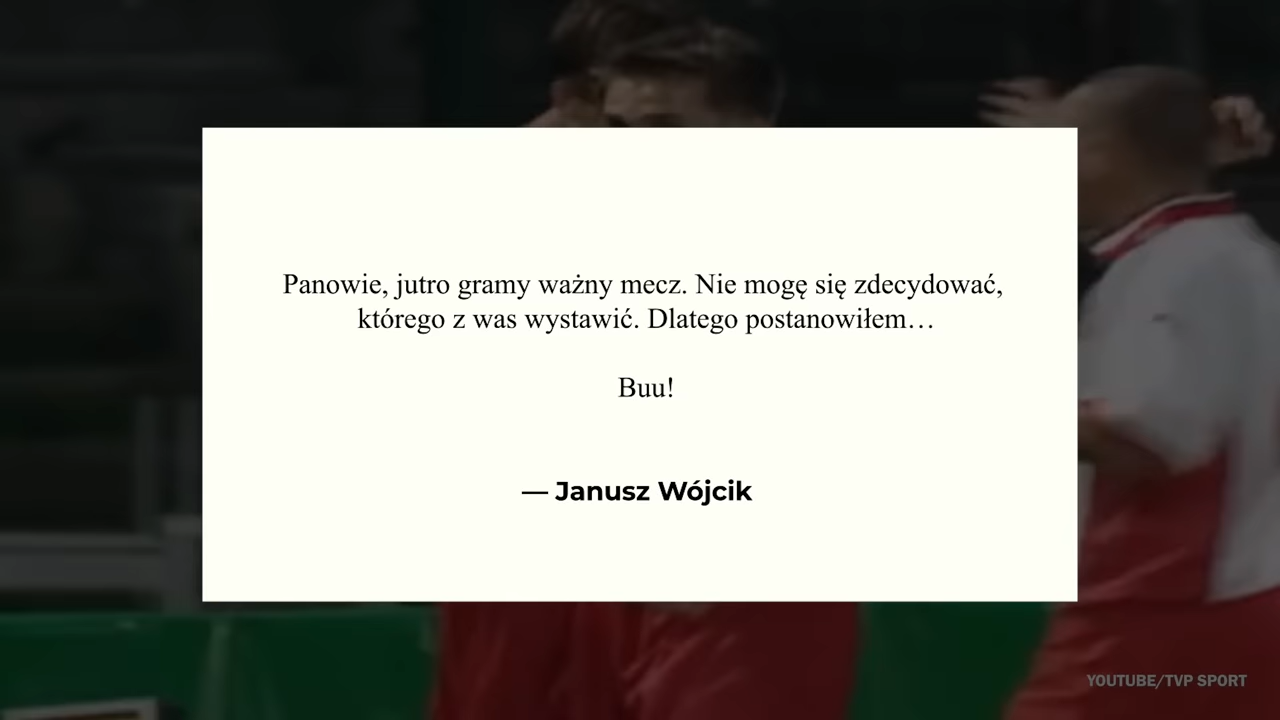 Panowie, jutro gramy ważny mecz. Nie mogę się zdecydować,
którego z was wystawić. Dlatego postanowiłem…
Buu!
— Janusz Wójcik
YOUTUBE/TVP SPORT